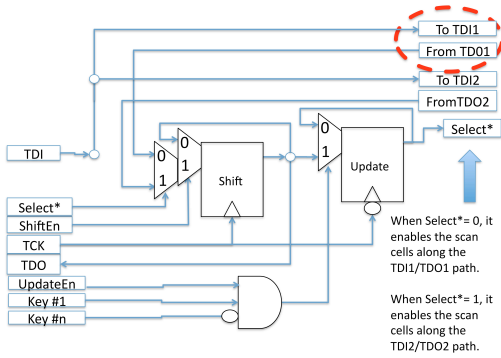 To TDI1
From TD01
To TDI2
FromTDO2
Select*
TDI
0
1
0
1
0
1
Shift
Update
Select*
ShiftEn
TCK
TDO
UpdateEn
Key #1
Key #n
When Select*= 0, it
enables the scan
cells along the
TDI1/TDO1 path.
When Select*= 1, it
enables the scan
cells along the
TDI2/TDO2 path.